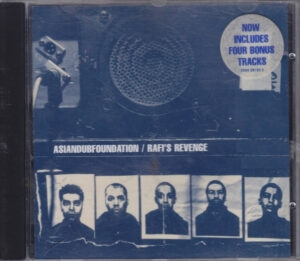 NOW
INCLUDES
FOUR BONUS
TRACKS
ASIANDUBFOUNDATION / RAFI'S REVENGE